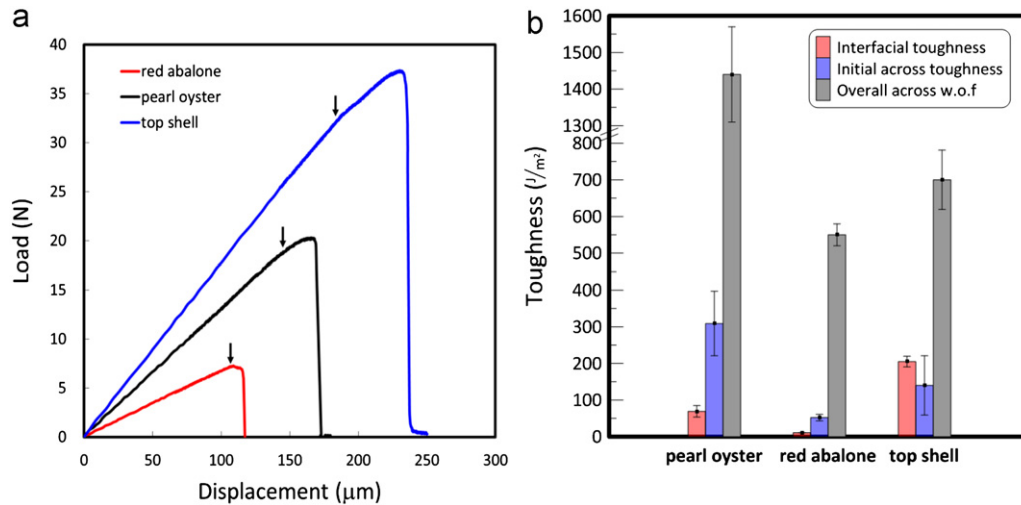 a
40
35
30
25
20
15
10
5
0
Load (N)
red abalone
pearl oyster
top shell
0 50 100 150 200 250 300
Displacement (μm)
b
1600
1500
1400
1300
800
700
600
500
400
300
200
100
0
Toughness (J/m²)
Interfacial toughness
Initial across toughness
Overall across w.o.f
pearl oyster red abalone top shell